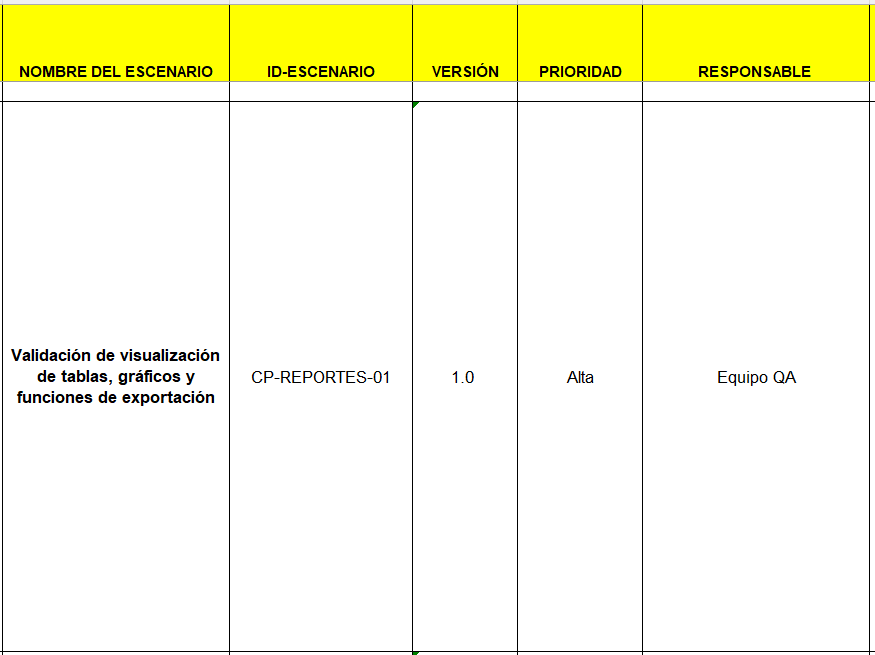 NOMBRE DEL ESCENARIO ID-ESCENARIO VERSIÓN PRIORIDAD RESPONSABLE
Validación de visualización
de tablas, gráficos y
funciones de exportación
CP-REPORTES-01 1.0 Alta Equipo QA